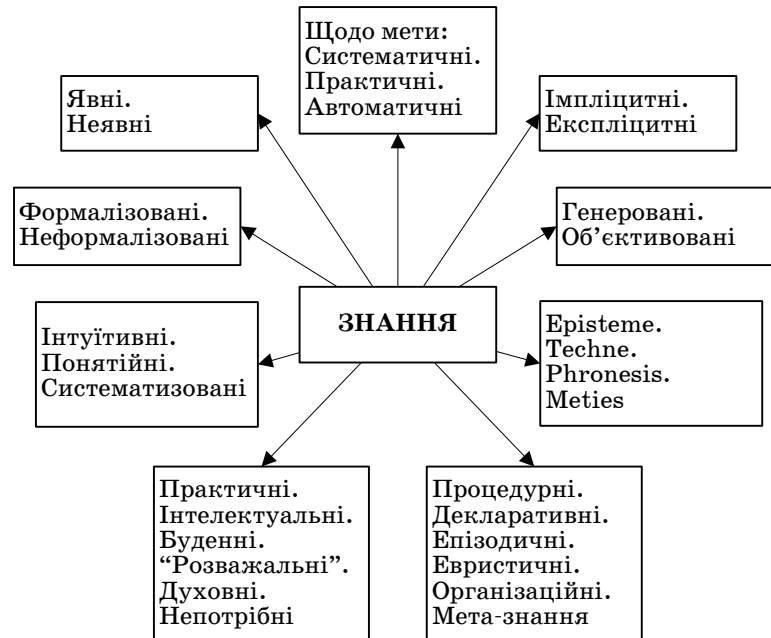 Щодо мети:
Систематичні.
Практичні.
Автоматичні
Явні.
Неявні
Імпліцитні.
Експліцитні
Формалізовані.
Неформалізовані
Генеровані.
Об’єктивовані
ЗНАННЯ
Інтуїтивні.
Понятійні.
Систематизовані
Episteme.
Techne.
Phronesis.
Meties
Практичні.
Інтелектуальні.
Буденні.
“Розважальні”.
Духовні.
Непотрібні
Процедурні.
Декларативні.
Епізодичні.
Евристичні.
Організаційні.
Мета-знання